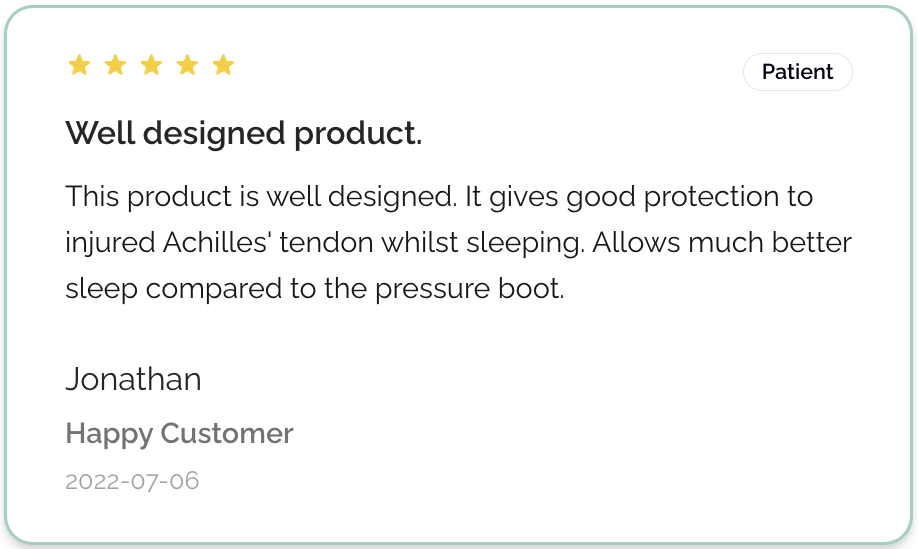 Patient
Well designed product.
This product is well designed. It gives good protection to
injured Achilles' tendon whilst sleeping. Allows much better
sleep compared to the pressure boot.
Jonathan
Happy Customer
2022-07-06